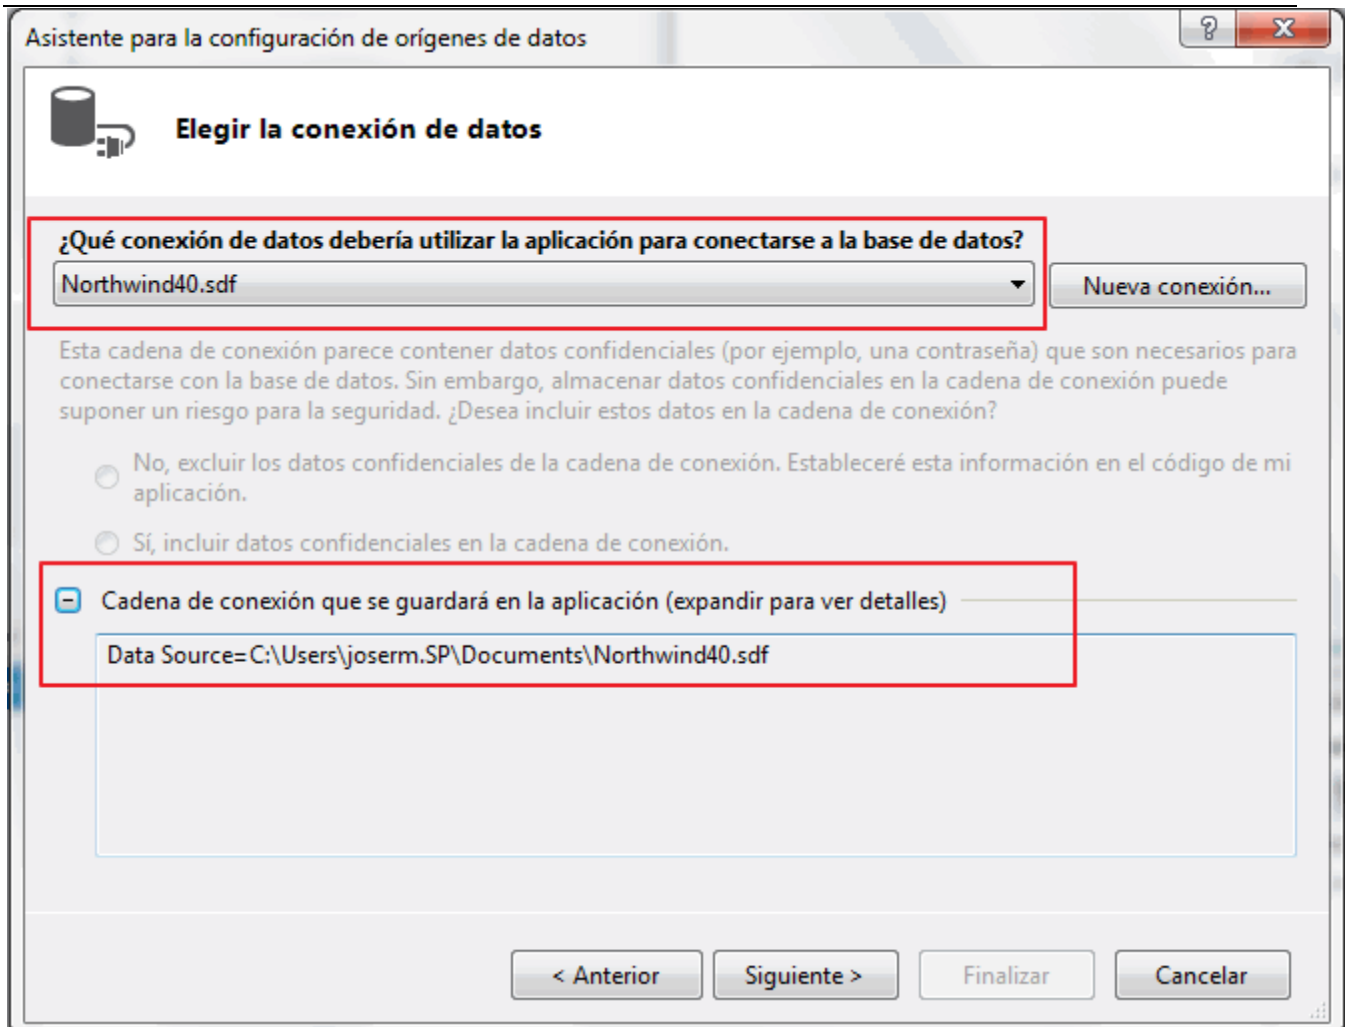 Asistente para la configuración de orígenes de datos
Elegir la conexión de datos
¿Qué conexión de datos debería utilizar la aplicación para conectarse a la base de datos?
Northwind40.sdf
Nueva conexión...
Esta cadena de conexión parece contener datos confidenciales (por ejemplo, una contraseña) que son necesarios para
conectarse con la base de datos. Sin embargo, almacenar datos confidenciales en la cadena de conexión puede
suponer un riesgo para la seguridad. ¿Desea incluir estos datos en la cadena de conexión?
No, excluir los datos confidenciales de la cadena de conexión. Estableceré esta información en el código de mi
aplicación.
Sí, incluir datos confidenciales en la cadena de conexión.
Cadena de conexión que se guardará en la aplicación (expandir para ver detalles)
Data Source=C:\Users\joserm.SP\Documents\Northwind40.sdf
< Anterior
Siguiente >
Finalizar
Cancelar